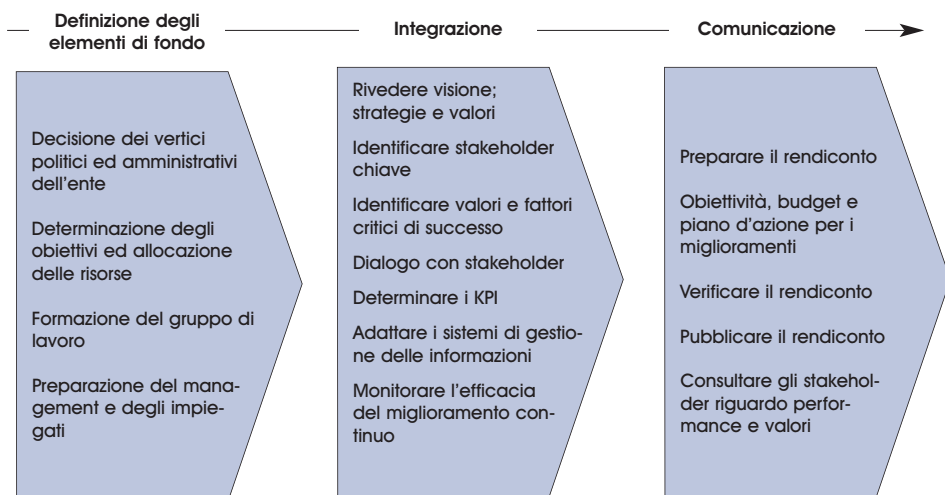 Definizione degli
elementi di fondo
Integrazione
Comunicazione
Decisione dei vertici
politici ed amministrativi
dell'ente
Determinazione degli
obiettivi ed allocazione
delle risorse
Formazione del gruppo di
lavoro
Preparazione del mana-
gement e degli impie-
gati
Rivedere visione;
strategie e valori
Identificare stakeholder
chiave
Identificare valori e fattori
critici di successo
Dialogo con stakeholder
Determinare i KPI
Adattare i sistemi di gestio-
ne delle informazioni
Monitorare l'efficacia
del miglioramento con-
tinuo
Preparare il rendiconto
Obiettività, budget e
piano d'azione per i
miglioramenti
Verificare il rendiconto
Pubblicare il rendiconto
Consultare gli stakehol-
der riguardo perfor-
mance e valori